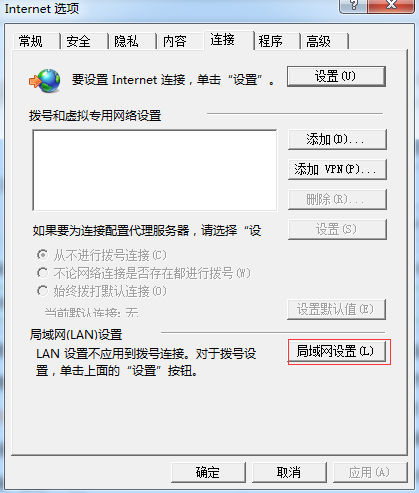 Internet 选项
?
常规 安全 隐私 内容 连接 程序 高级
要设置 Internet 连接，单击“设置”。
设置(U)
拨号和虚拟专用网络设置
添加(D)...
添加 VPN(P)...
删除(R)...
如果要为连接配置代理服务器，请选择“设
设置(S)
从不进行拨号连接(C)
不论网络连接是否存在都进行拨号(W)
始终拨打默认连接(O)
当前默认连接: 无
设置默认值(E)
局域网(LAN)设置
LAN 设置不应用到拨号连接。对于拨号设
置，单击上面的“设置”按钮。
局域网设置(L)
确定 取消 应用(A)